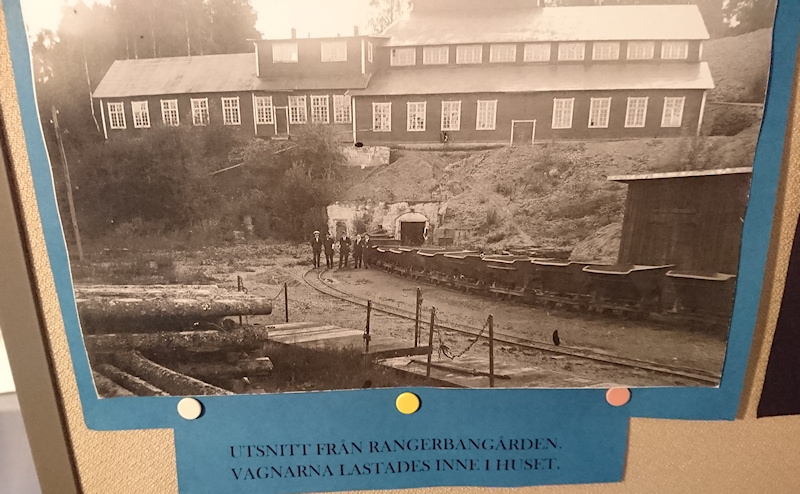 UTSNITT FRÅN RANGERBANGÅRDEN.
VAGNARNA LASTADES INNE I HUSET.